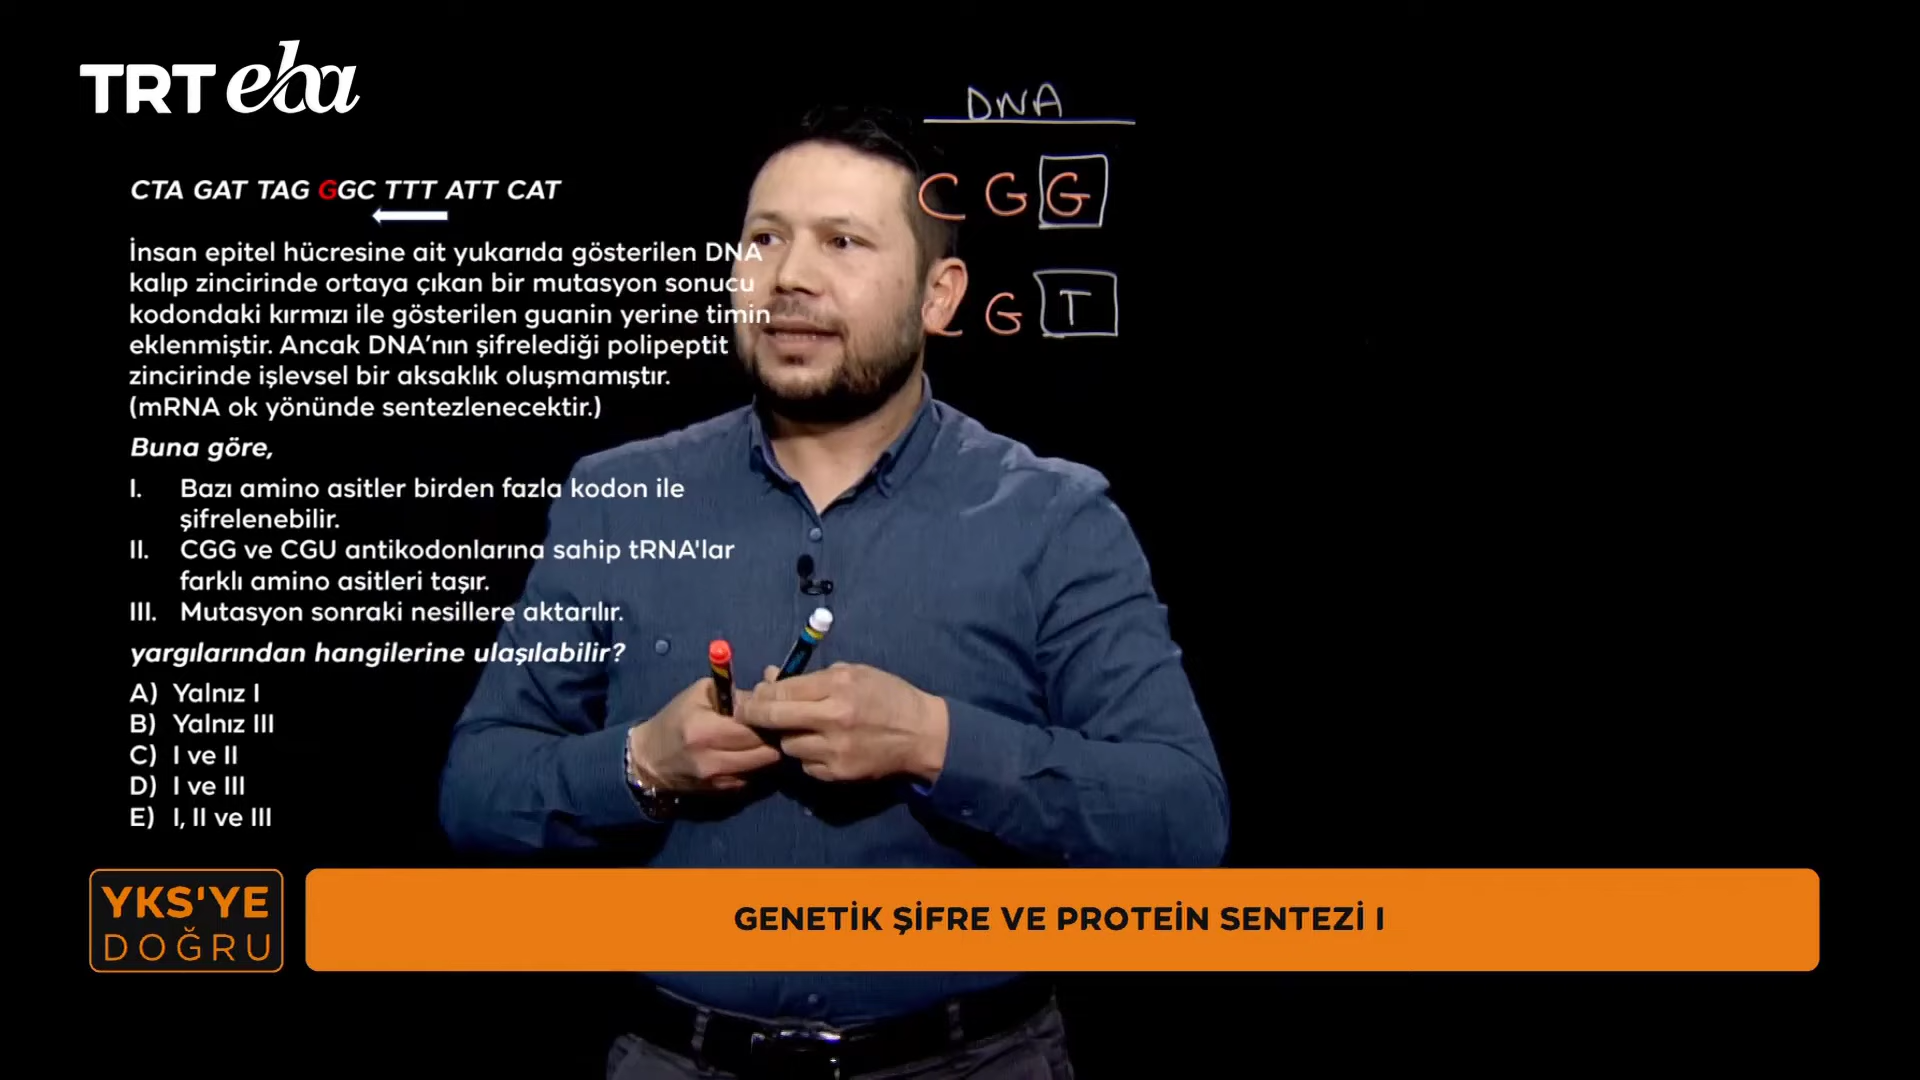 TRT eba
DNA
C G G
G T
CTA GAT TAG GGC TTT ATT CAT
İnsan epitel hücresine ait yukarıda gösterilen DNA
kalıp zincirinde ortaya çıkan bir mutasyon sonucu
kodondaki kırmızı ile gösterilen guanin yerine timin
eklenmiştir. Ancak DNA’nın şifrelediği polipeptit
zincirinde işlevsel bir aksaklık oluşmamıştır.
(mRNA ok yönünde sentezlenecektir.)
Buna göre,
I. Bazı amino asitler birden fazla kodon ile
şifrelenebilir.
II. CGG ve CGU antikodonlarına sahip tRNA'lar
farklı amino asitleri taşır.
III. Mutasyon sonraki nesillere aktarılır.
yargılarından hangilerine ulaşılabilir?
A) Yalnız I
B) Yalnız III
C) I ve II
D) I ve III
E) I, II ve III
YKS'YE
DOĞRU
GENETİK ŞİFRE VE PROTEİN SENTEZİ I